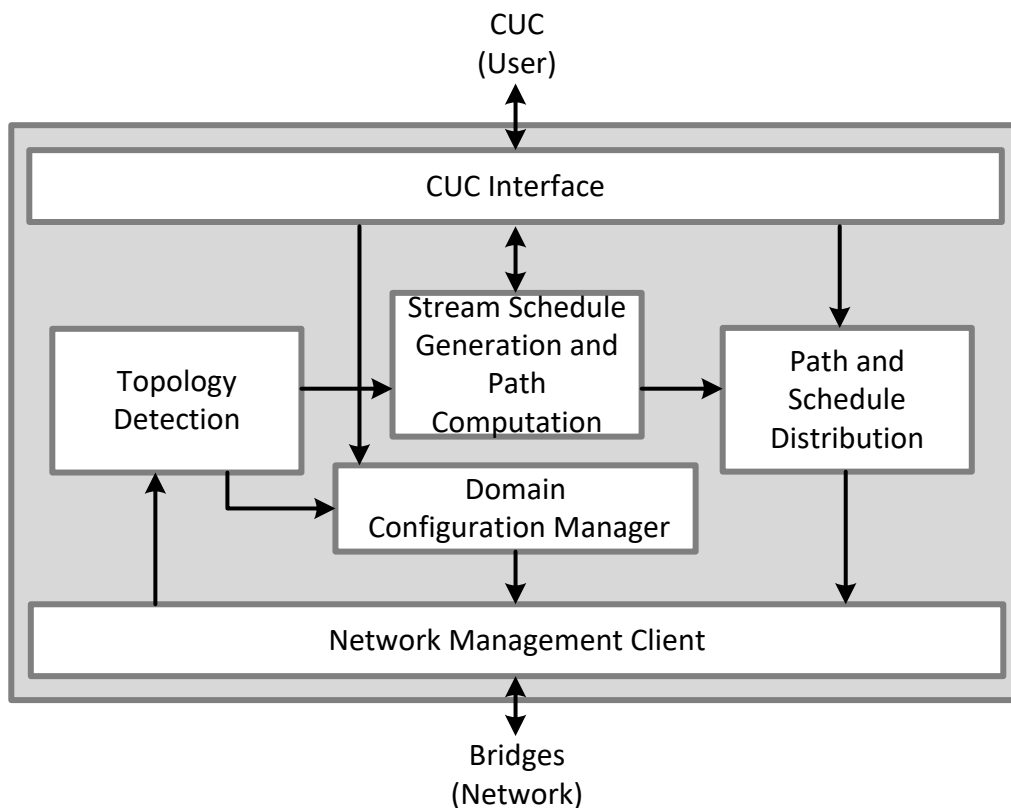 CUC
(User)
CUC Interface
Stream Schedule
Generation and
Path
Computation
Topology
Detection
Path and
Schedule
Distribution
Domain
Configuration Manager
Network Management Client
Bridges
(Network)